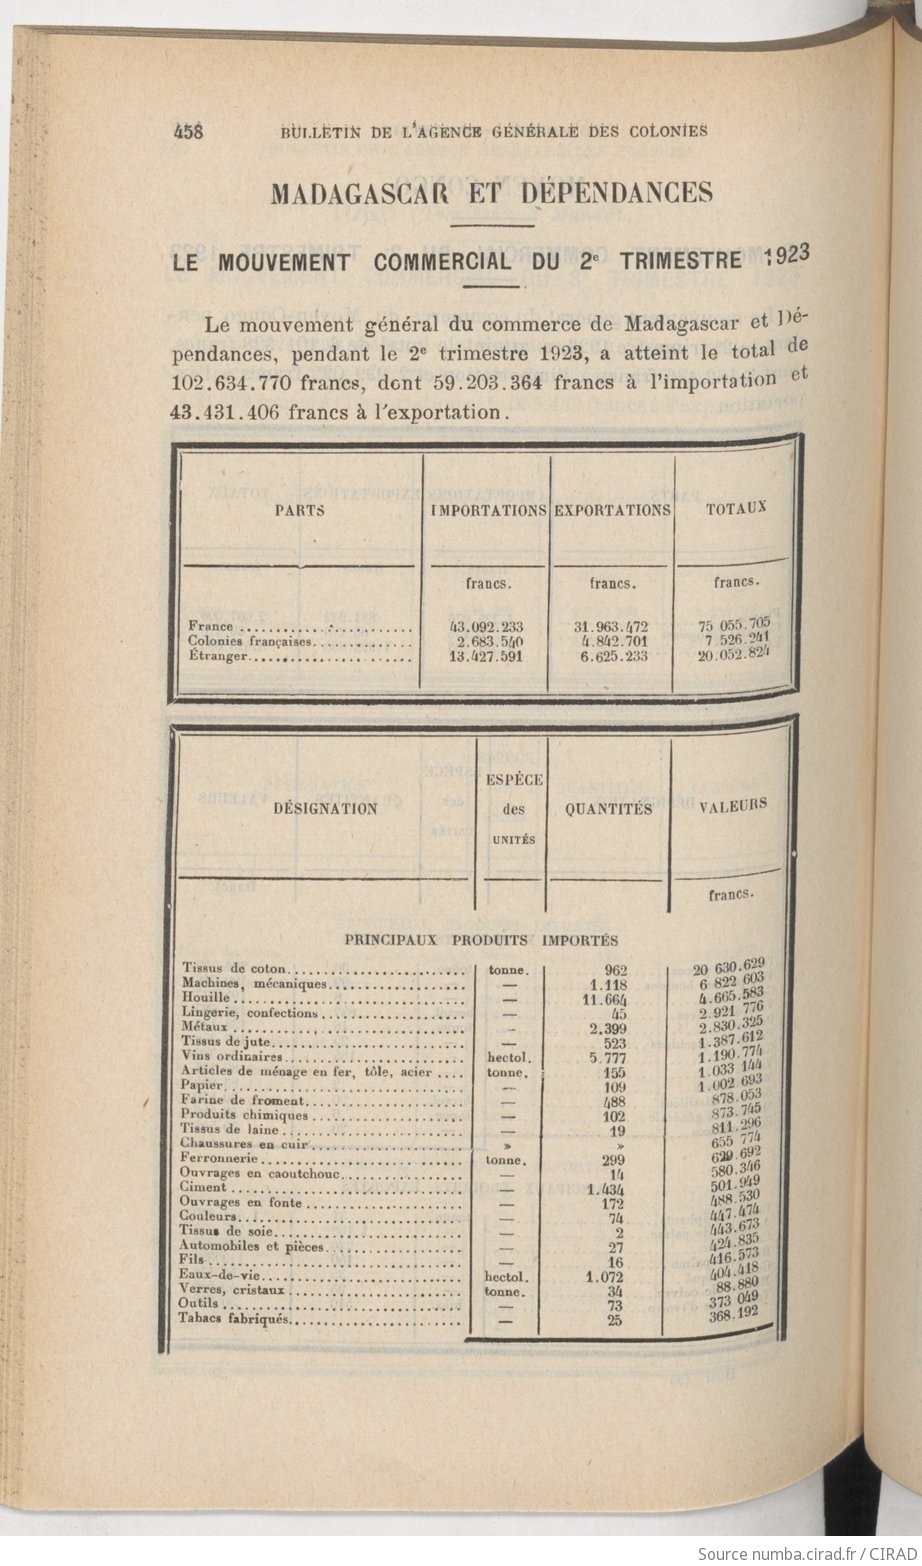 458 BULLETIN DE L'AGENCE GÉNÉRALE DES COLONIES
MADAGASCAR ET DÉPENDANCES
LE MOUVEMENT COMMERCIAL DU 2e TRIMESTRE 1923
Le mouvement général du commerce de Madagascar et Dé-
pendances, pendant le 2e trimestre 1923, a atteint le total de
102.634.770 francs, dont 59.203.364 francs à l'importation et
43.431.406 francs à l'exportation.
PARTS IMPORTATIONS EXPORTATIONS TOTAUX
francs. francs. francs.
France .......................... 43.092.233 31.963.472 75 055.705
Colonies françaises.............. 2.683.540 4.842.701 7 526.241
Étranger....................... 13.427.591 6.625.233 20.052.824
DÉSIGNATION ESPÈCE des UNITÉS QUANTITÉS VALEURS
francs.
PRINCIPAUX PRODUITS IMPORTÉS
Tissus de coton......................... tonne. 962 20 630.629
Machines, mécaniques................... — 1.118 6 822 603
Houille ................................ — 11.664 4.665.583
Lingerie, confections ................... — 45 2.921 776
Métaux ................................ — 2.399 2.830.325
Tissus de jute........................... — 523 1.387.612
Vins ordinaires......................... hectol. 5.777 1.190.774
Articles de ménage en fer, tôle, acier .... tonne. 155 1.033 144
Papier................................. — 109 1.002 693
Farine de froment...................... — 488 878.053
Produits chimiques ..................... — 102 873.745
Tissus de laine......................... — 19 811.296
Chaussures en cuir ..................... » » 655 774
Ferronnerie............................ tonne. 299 629.692
Ouvrages en caoutchouc................. — 14 580.346
Ciment ................................ — 1.434 501.949
Ouvrages en fonte ...................... — 172 488.530
Couleurs............................... — 74 447.474
Tissus de soie.......................... — 2 443.673
Automobiles et pièces................... — 27 424.835
Fils................................... — 16 416.573
Eaux-de-vie............................ hectol. 1.072 404.418
Verres, cristaux ........................ tonne. 34 88.880
Outils ................................. — 73 373 049
Tabacs fabriqués........................ — 25 368.192
Source numba.cirad.fr / CIRAD